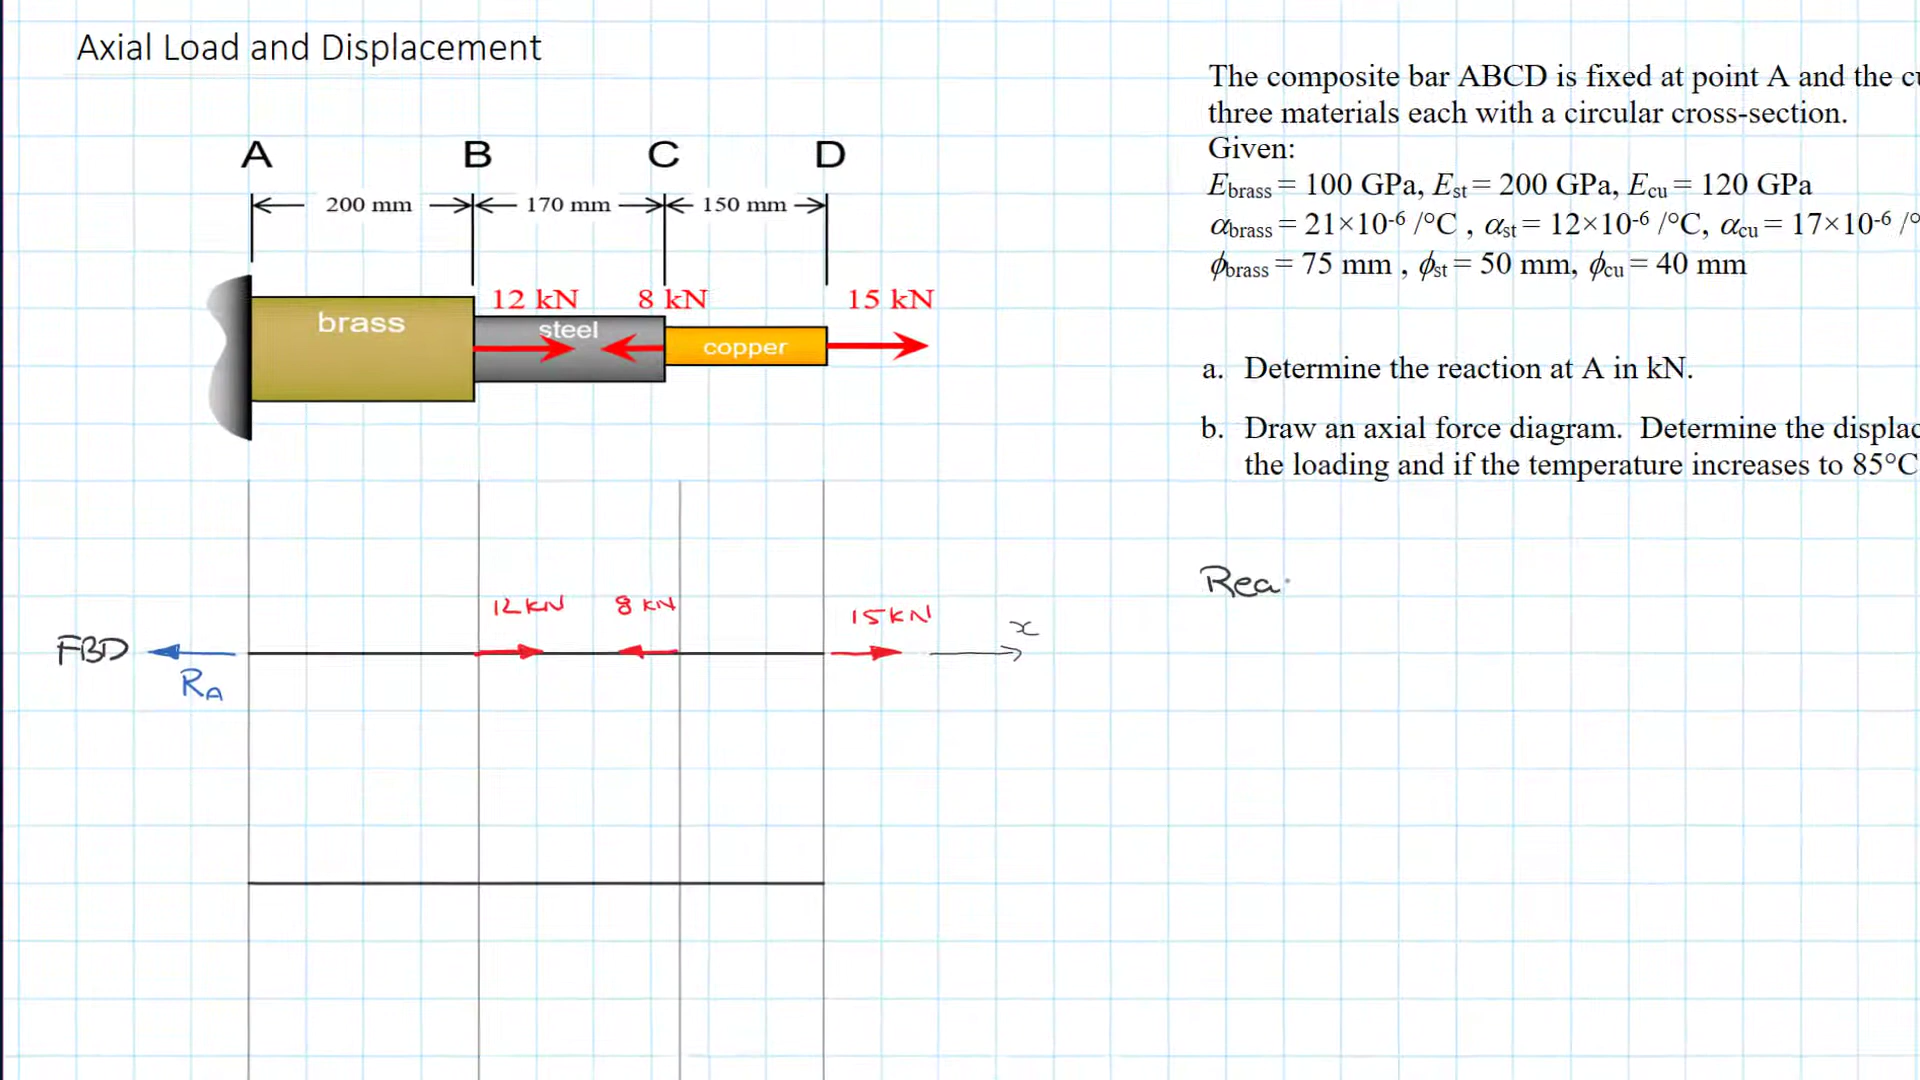 Axial Load and Displacement
The composite bar ABCD is fixed at point A and the
three materials each with a circular cross-section.
Given:
Ebrass = 100 GPa, Est = 200 GPa, Ecu = 120 GPa
αbrass = 21×10-6 /°C , αst = 12×10-6 /°C, αcu = 17×10-6 /°
ϕbrass = 75 mm , ϕst = 50 mm, ϕcu = 40 mm
a. Determine the reaction at A in kN.
b. Draw an axial force diagram. Determine the displac
the loading and if the temperature increases to 85°C
A B C D
200 mm 170 mm 150 mm
12 kN 8 kN 15 kN
brass steel copper
12 kN 8 kN 15 kN
x
FBD
RA
Rea